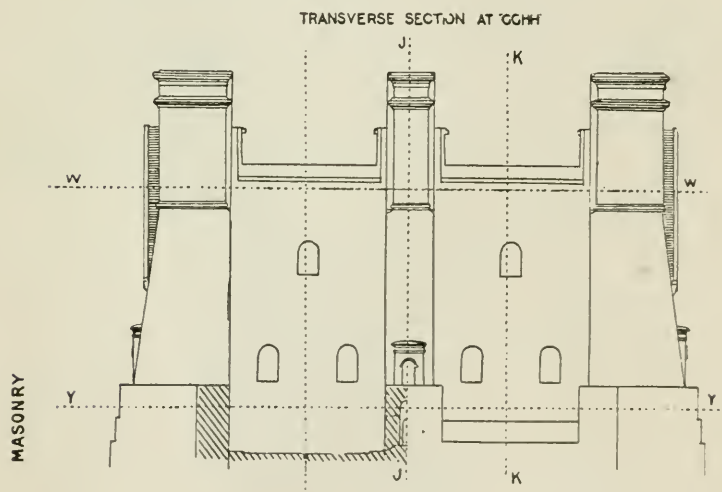 TRANSVERSE SECTION AT "GGHH"
J
K
W W
MASONRY
Y Y
J K